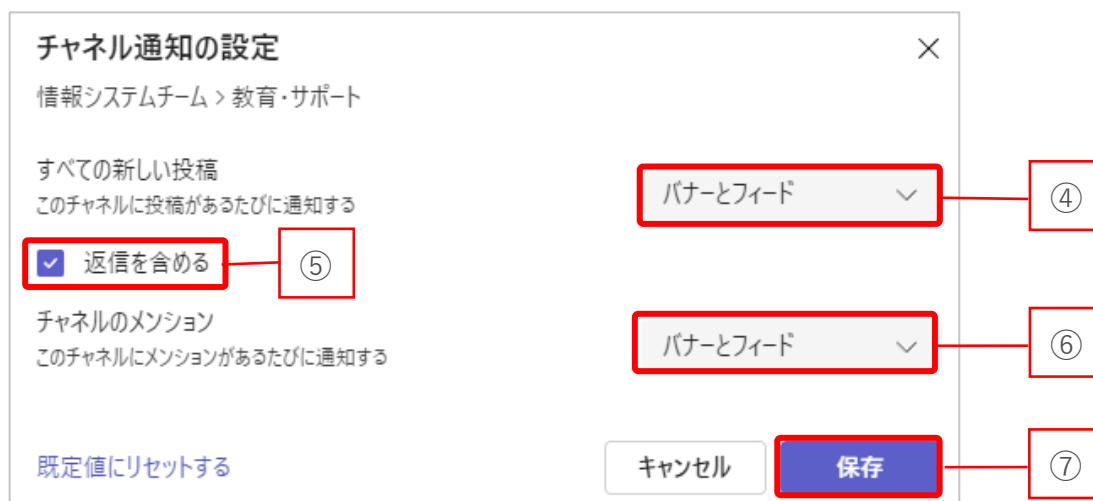 チャネル通知の設定
情報システムチーム > 教育・サポート
すべての新しい投稿
このチャネルに投稿があるたびに通知する
バナーとフィード
④
返信を含める
⑤
チャネルのメンション
このチャネルにメンションがあるたびに通知する
バナーとフィード
⑥
既定値にリセットする
キャンセル
保存
⑦